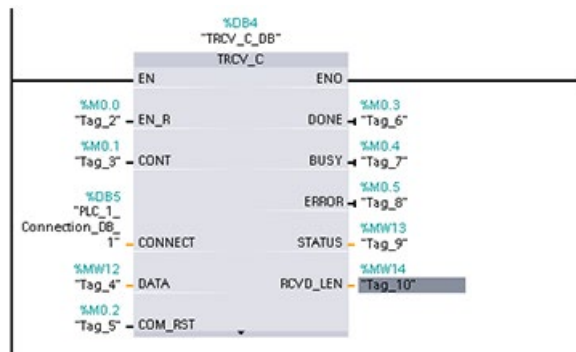 %DB4
"TRCV_C_DB"
TRCV_C
EN ENO
%M0.0 %M0.3
"Tag_2" EN_R DONE "Tag_6"
%M0.1 %M0.4
"Tag_3" CONT BUSY "Tag_7"
%DB5 %M0.5
"PLC_1_ ERROR "Tag_8"
Connection_DB_ %MW13
1" CONNECT STATUS "Tag_9"
%MW12 %MW14
"Tag_4" DATA RCVD_LEN "Tag_10"
%M0.2
"Tag_5" COM_RST